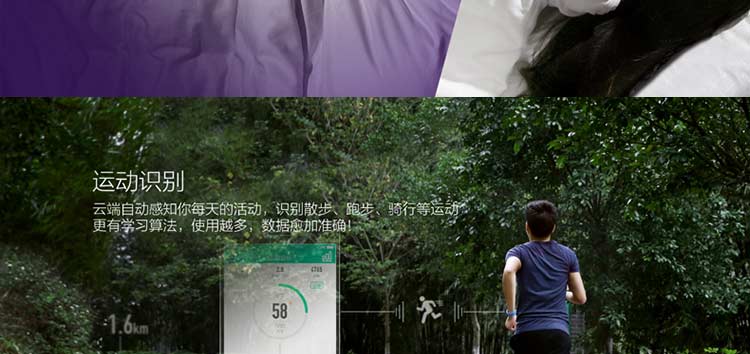 运动识别
云端自动感知你每天的活动，识别散步、跑步、骑行等运动
更有学习算法，使用越多，数据愈加准确！
58
1.6km